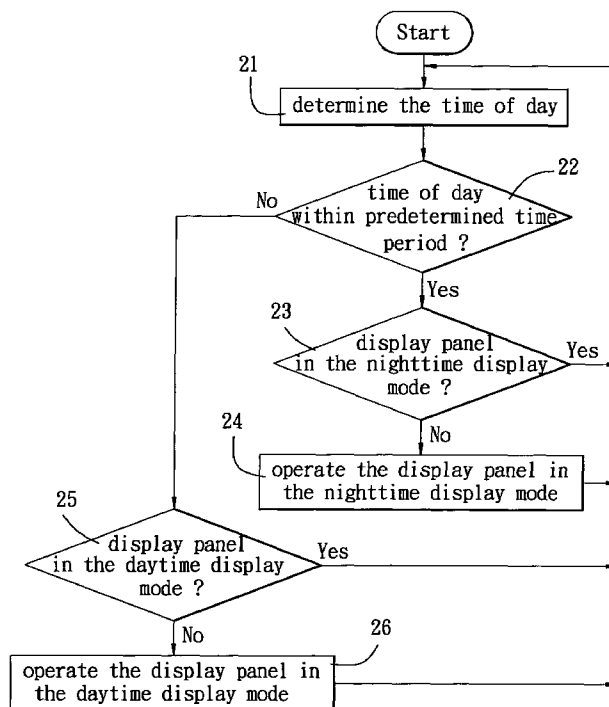 Start
21
determine the time of day
22
time of day
within predetermined time
period ?
No
Yes
23
display panel
in the nighttime display
mode ?
Yes
No
24
operate the display panel in
the nighttime display mode
25
display panel
in the daytime display
mode ?
Yes
No
26
operate the display panel in
the daytime display mode